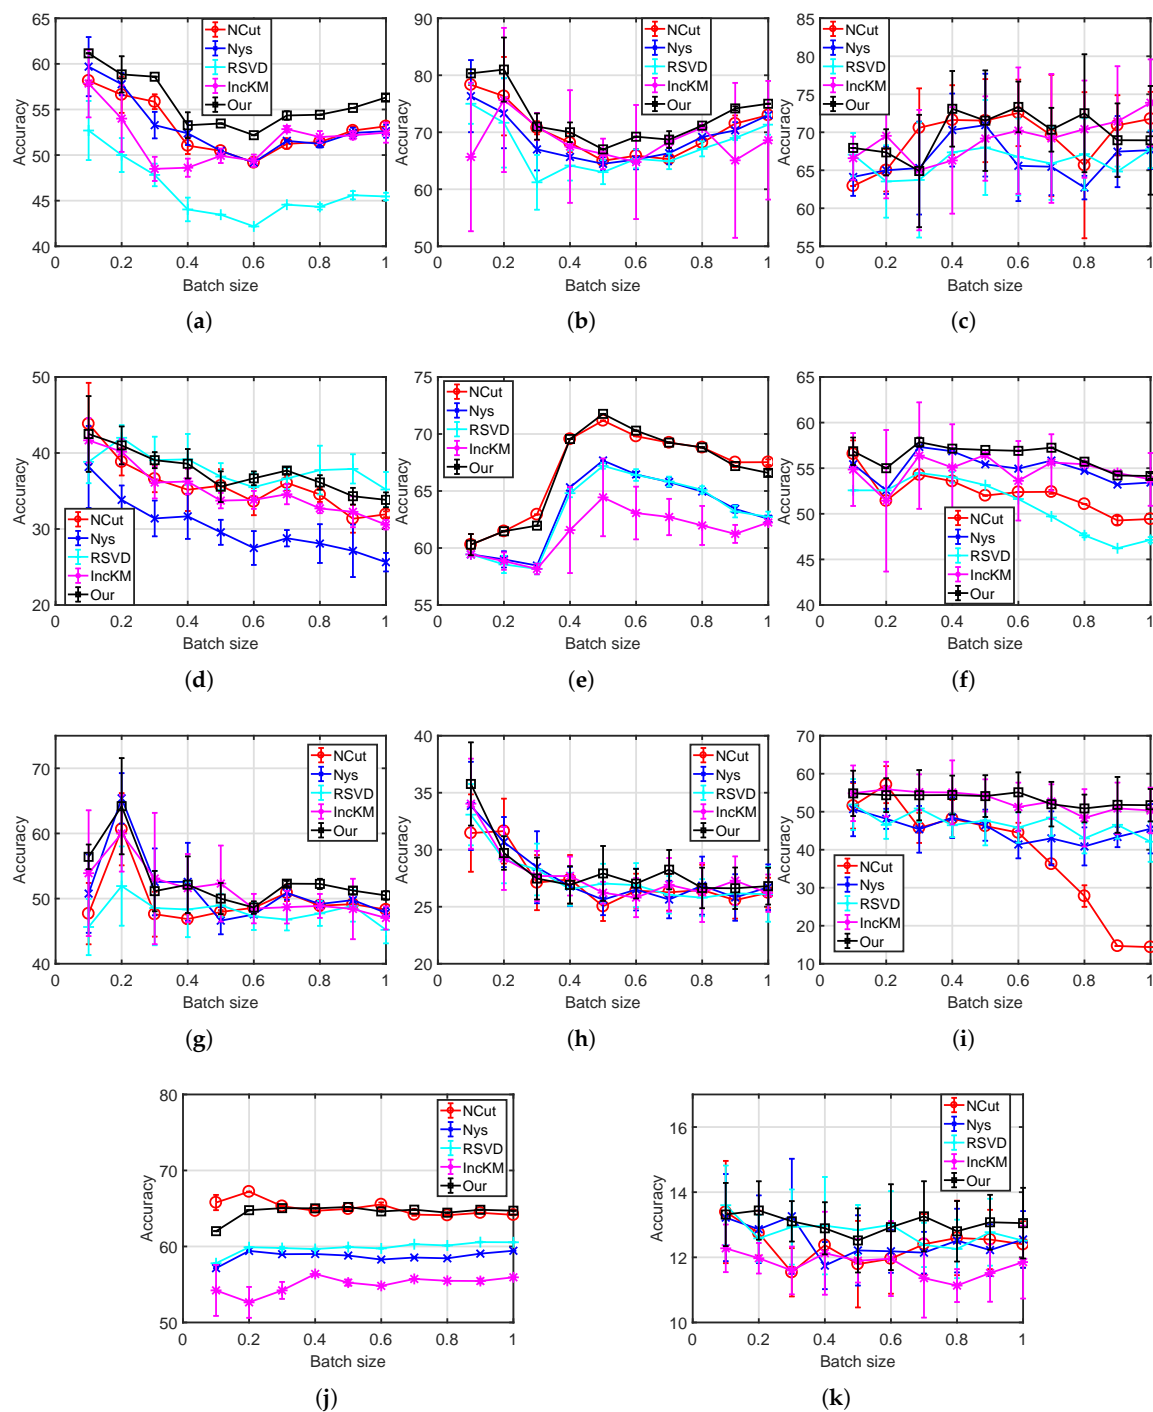 65
60
55
50
45
40
Accuracy
0
0.2
0.4
0.6
0.8
1
Batch size
NCut
Nys
RSVD
IncKM
Our
(a)
90
80
70
60
50
Accuracy
0
0.2
0.4
0.6
0.8
1
Batch size
NCut
Nys
RSVD
IncKM
Our
(b)
85
80
75
70
65
60
55
Accuracy
0
0.2
0.4
0.6
0.8
1
Batch size
NCut
Nys
RSVD
IncKM
Our
(c)
50
40
30
20
Accuracy
0
0.2
0.4
0.6
0.8
1
Batch size
NCut
Nys
RSVD
IncKM
Our
(d)
75
70
65
60
55
Accuracy
0
0.2
0.4
0.6
0.8
1
Batch size
NCut
Nys
RSVD
IncKM
Our
(e)
65
60
55
50
45
40
Accuracy
0
0.2
0.4
0.6
0.8
1
Batch size
NCut
Nys
RSVD
IncKM
Our
(f)
70
60
50
40
Accuracy
0
0.2
0.4
0.6
0.8
1
Batch size
NCut
Nys
RSVD
IncKM
Our
(g)
40
35
30
25
20
Accuracy
0
0.2
0.4
0.6
0.8
1
Batch size
NCut
Nys
RSVD
IncKM
Our
(h)
70
60
50
40
30
20
10
Accuracy
0
0.2
0.4
0.6
0.8
1
Batch size
NCut
Nys
RSVD
IncKM
Our
(i)
80
70
60
50
Accuracy
0
0.2
0.4
0.6
0.8
1
Batch size
NCut
Nys
RSVD
IncKM
Our
(j)
16
14
12
10
Accuracy
0
0.2
0.4
0.6
0.8
1
Batch size
NCut
Nys
RSVD
IncKM
Our
(k)